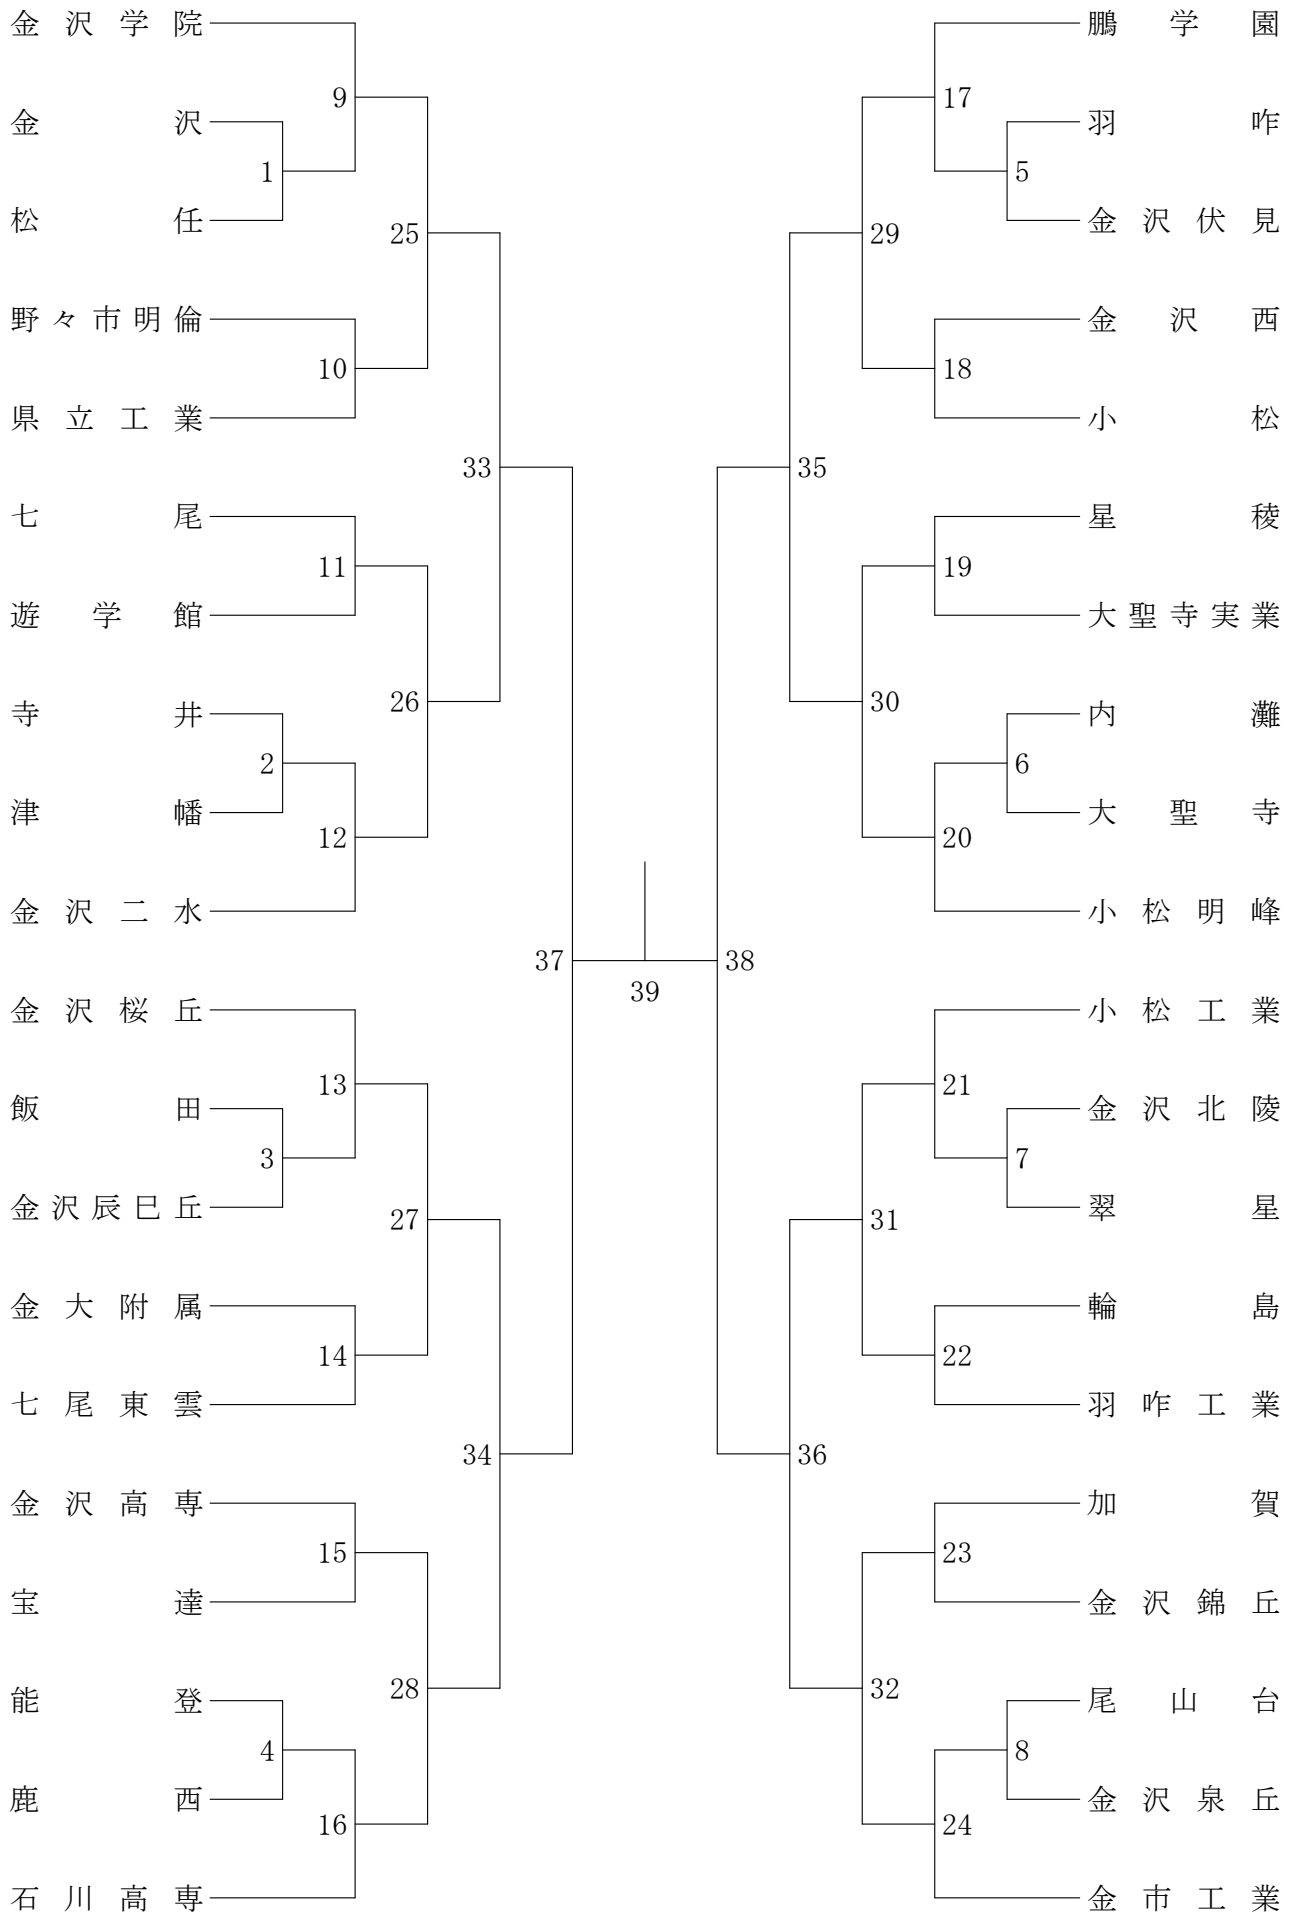 金沢学院
9
金沢
1
松任
25
野々市明倫
10
県立工業
33
七尾
11
遊学館
26
寺井
2
津幡
12
金沢二水
37
39
金沢桜丘
13
飯田
3
金沢辰巳丘
27
金大附属
14
七尾東雲
34
金沢高専
15
宝達
28
能登
4
鹿西
16
石川高専
鵬学園
17
羽咋
5
金沢伏見
29
金沢西
18
小松
35
星稜
19
大聖寺実業
30
内灘
6
大聖寺
20
小松明峰
38
小松工業
21
金沢北陵
7
翠星
31
輪島
22
羽咋工業
36
加賀
23
金沢錦丘
32
尾山台
8
金沢泉丘
24
金市工業